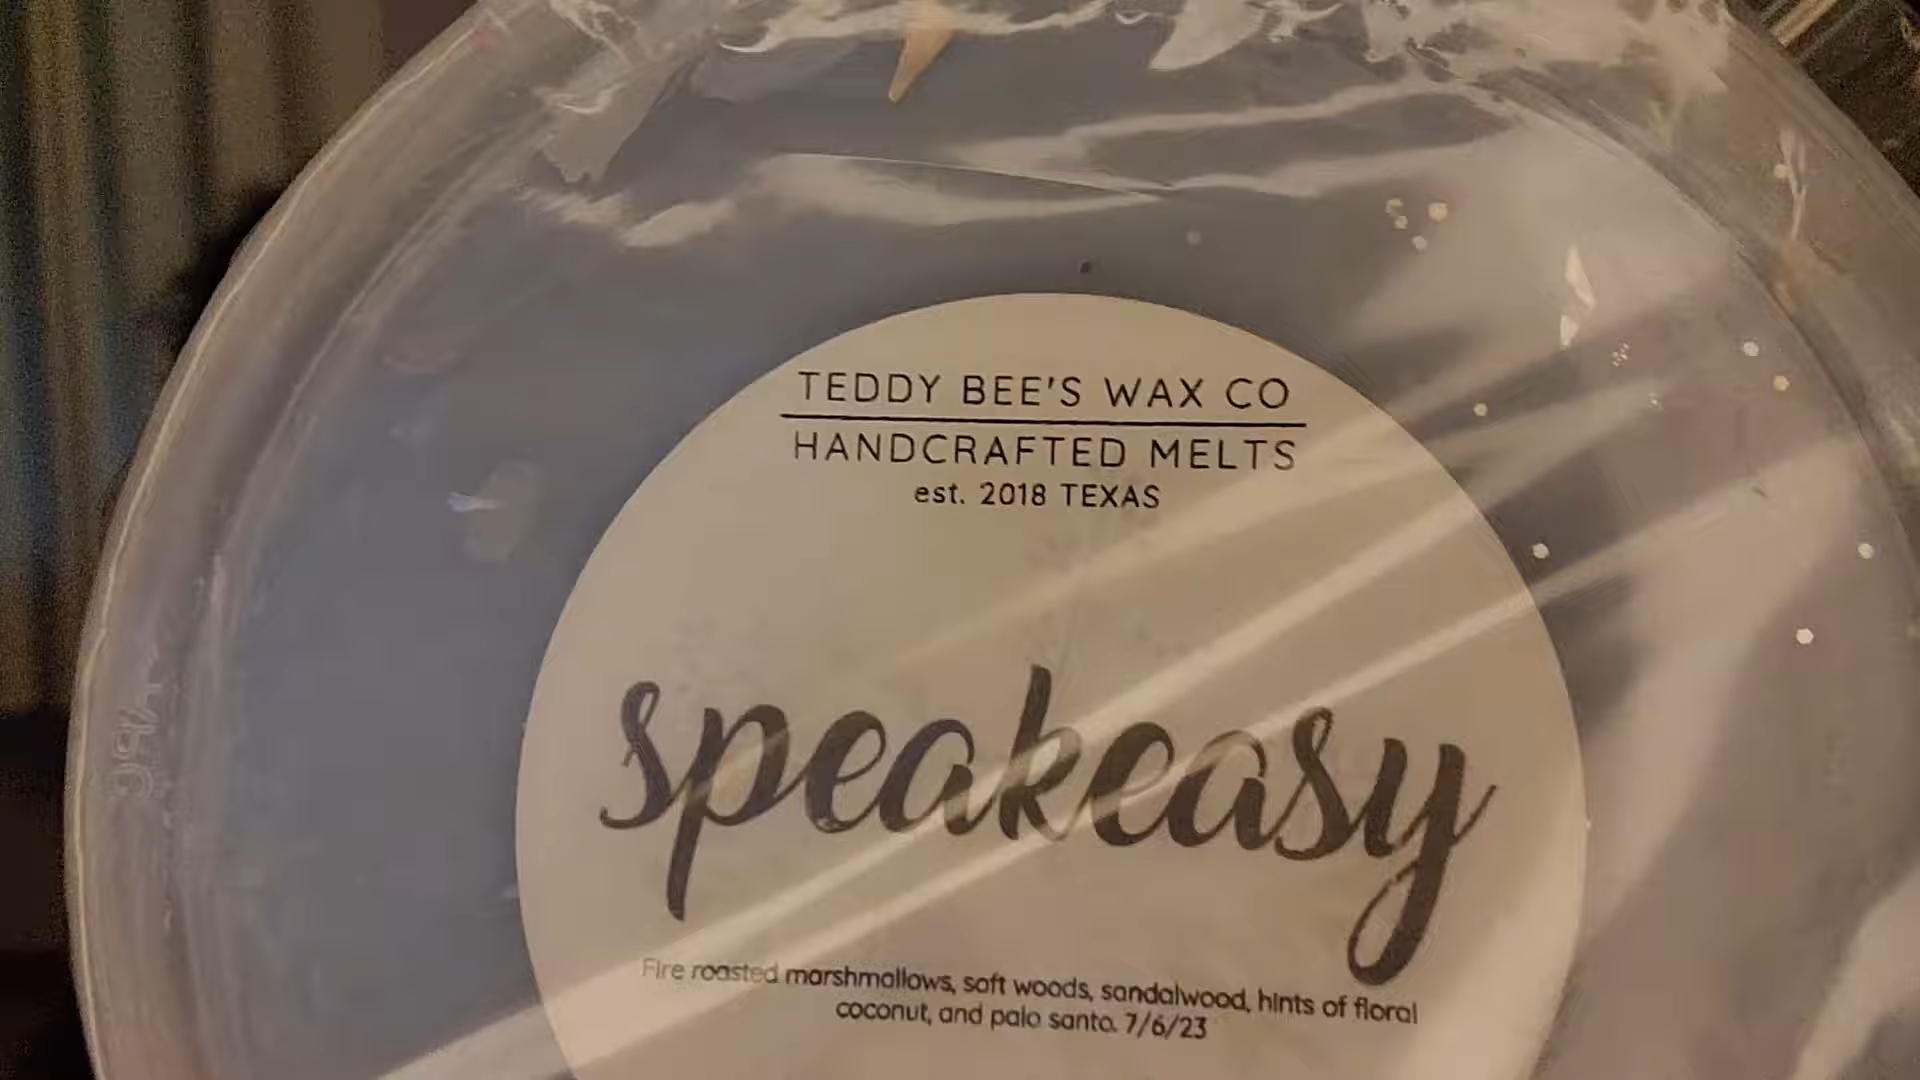 TEDDY BEE'S WAX CO
HANDCRAFTED MELTS
est. 2018 TEXAS
speakeasy
Fire roasted marshmallows, soft woods, sandalwood, hints of floral
coconut, and palo santo. 7/6/23